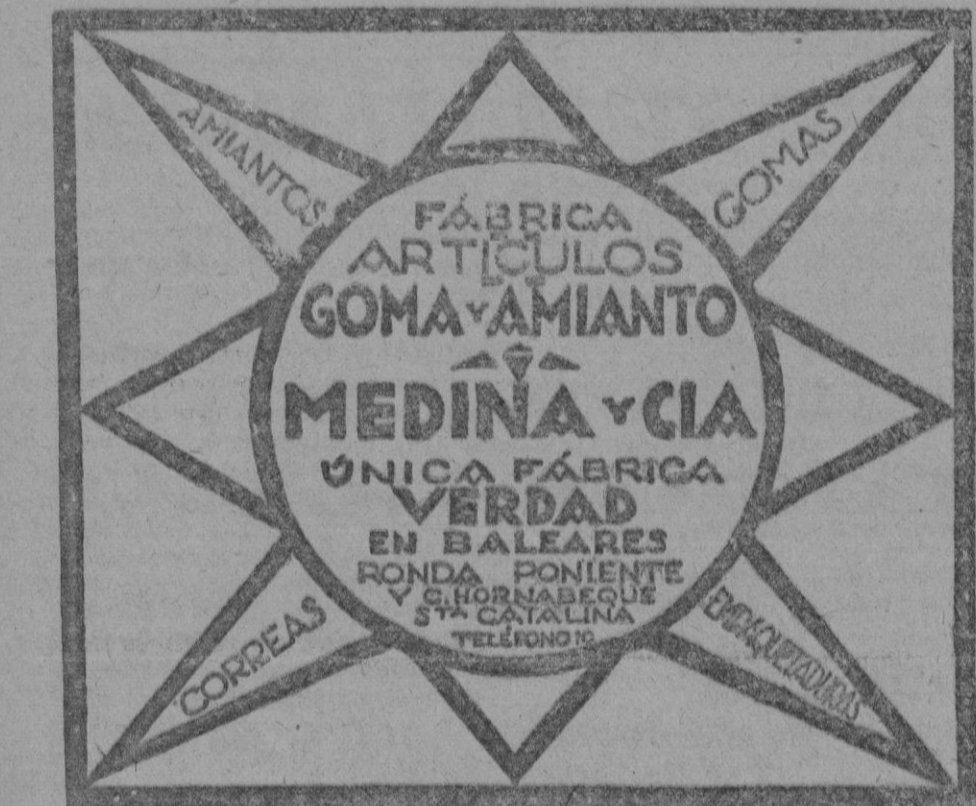 AMIANTOS
GOMAS
FÁBRICA
ARTÍCULOS
GOMA Y AMIANTO
MEDINA Y CIA
ÚNICA FÁBRICA
VERDAD
EN BALEARES
RONDA PONIENTE
Y C. HORNABEQUE
STA CATALINA
TELÉFONO
CORREAS
EMPAQUETADURAS